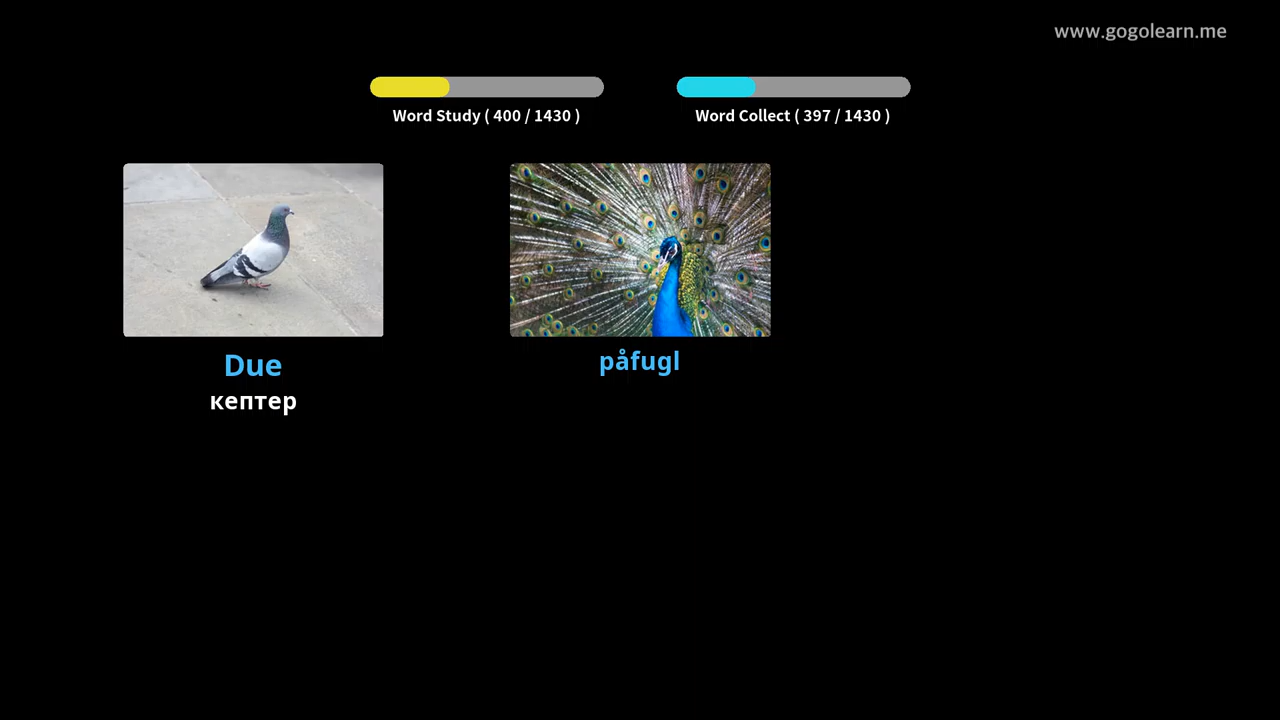 www.gogolearn.me
Word Study ( 400 / 1430 )
Word Collect ( 397 / 1430 )
Due
кептер
påfugl